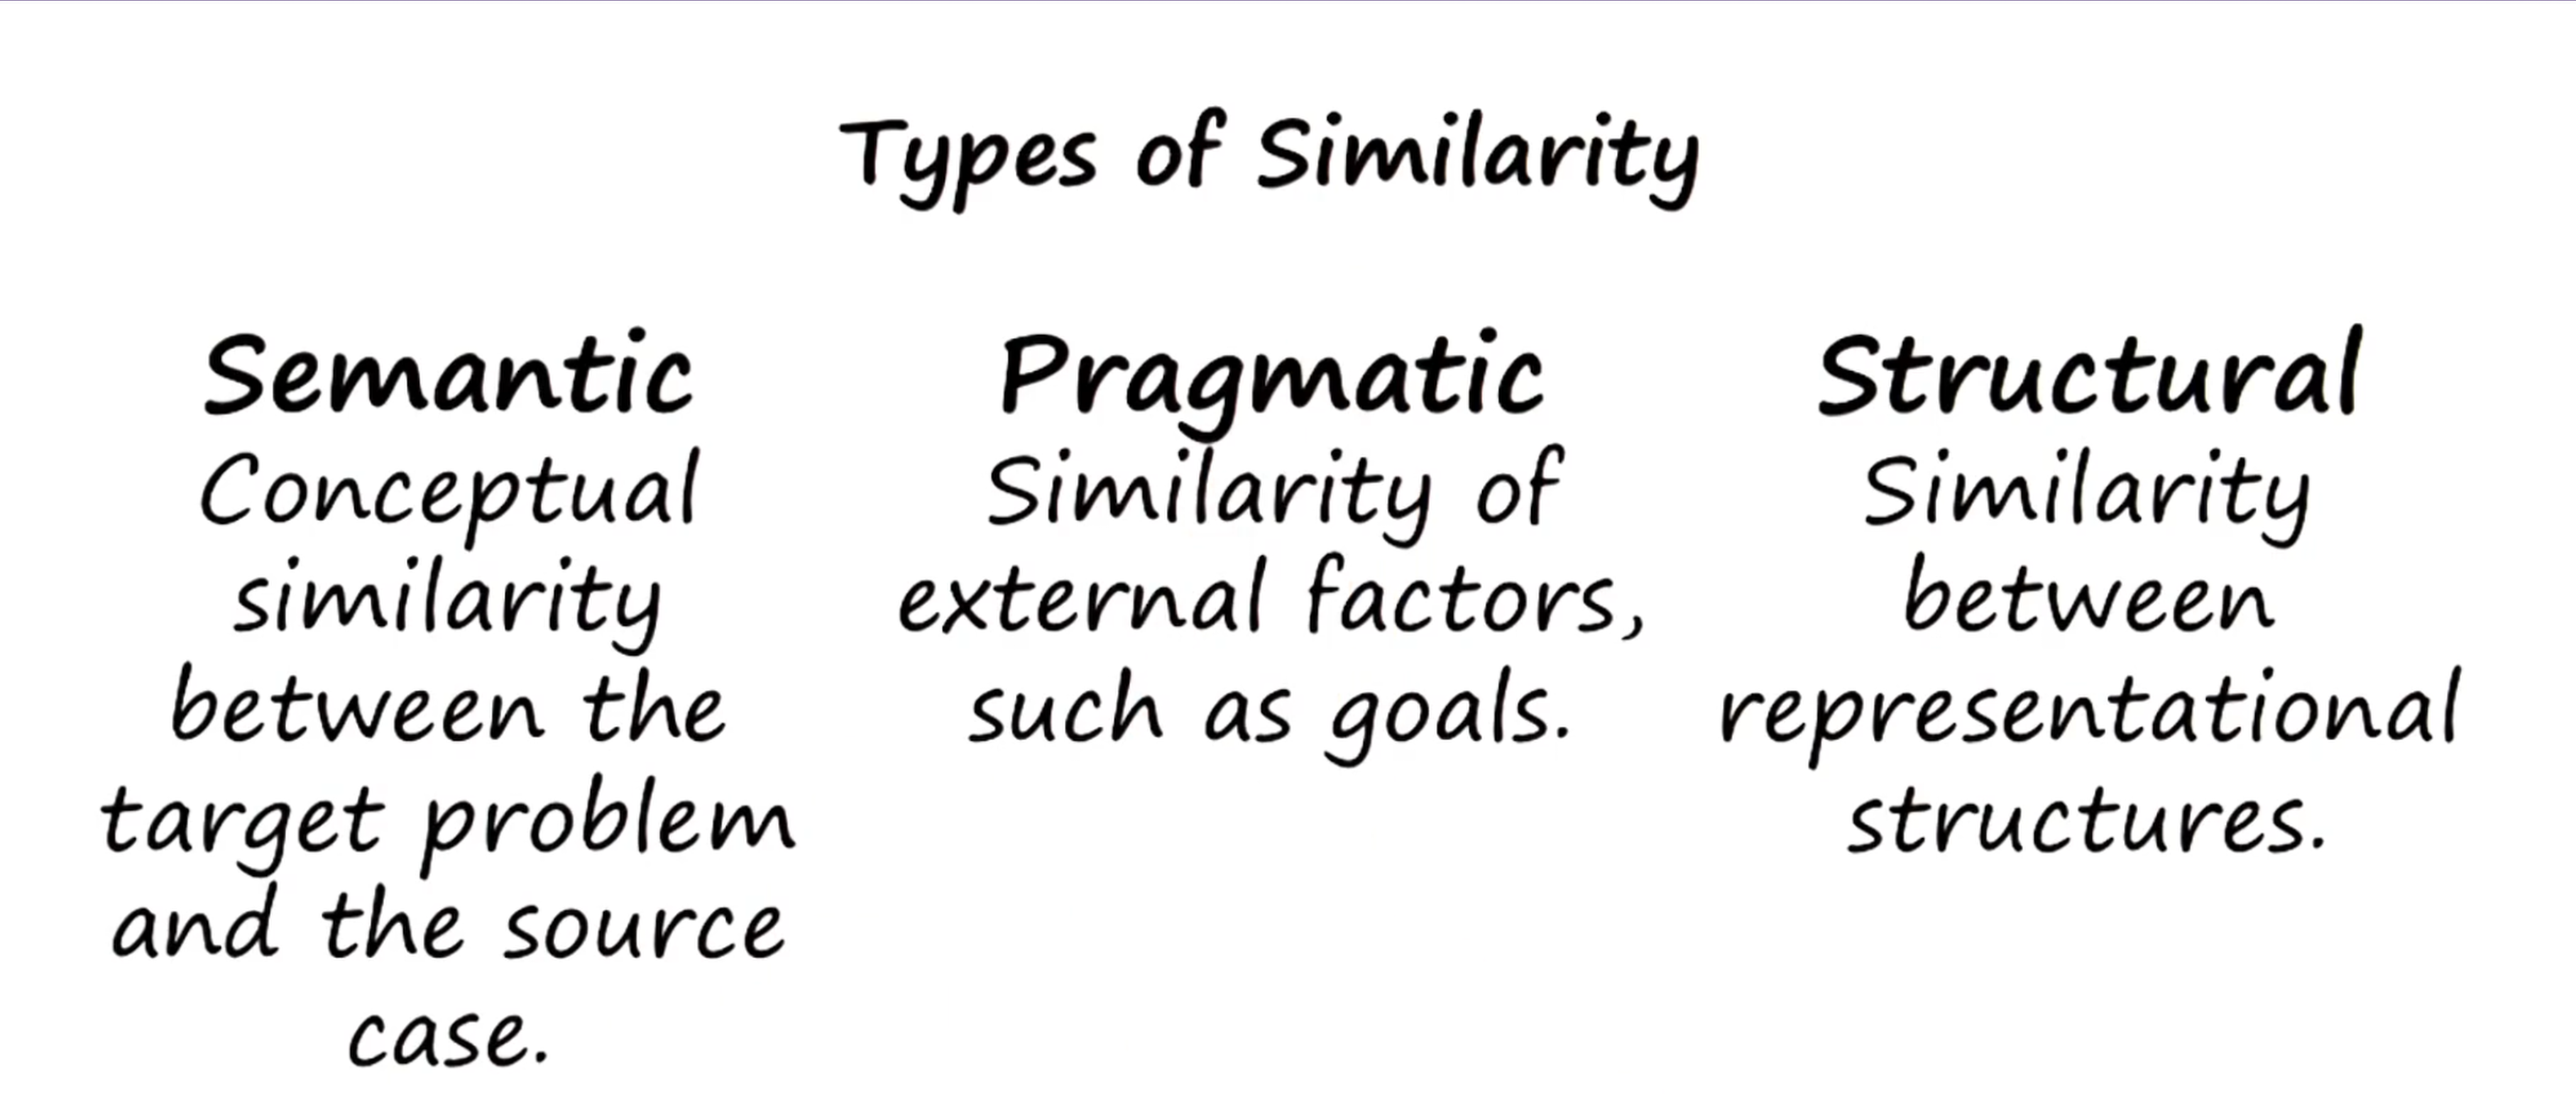 Types of Similarity
Semantic
Conceptual
similarity
between the
target problem
and the source
case.
Pragmatic
Similarity of
external factors,
such as goals.
Structural
Similarity
between
representational
structures.